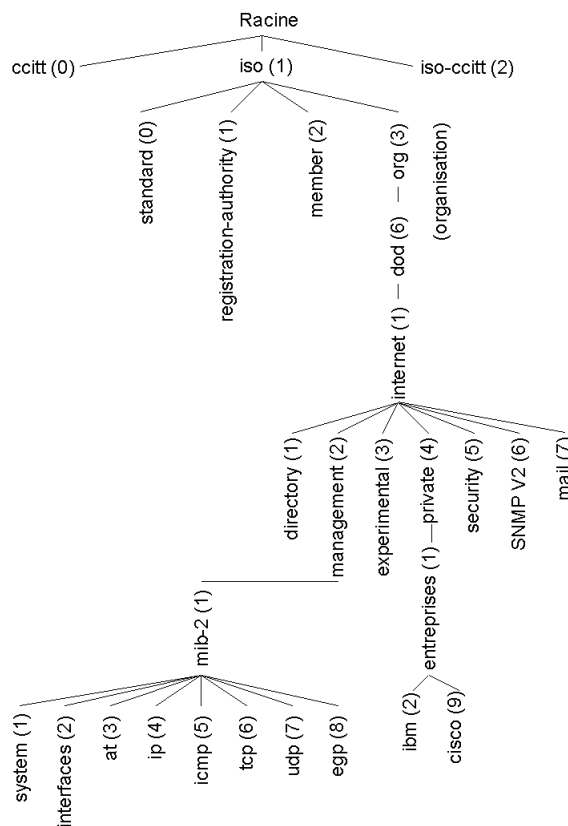 Racine
ccitt (0)
iso (1)
iso-ccitt (2)
standard (0)
registration-authority (1)
member (2)
org (3)
(organisation)
dod (6)
internet (1)
directory (1)
management (2)
experimental (3)
private (4)
security (5)
SNMP V2 (6)
mail (7)
mib-2 (1)
entreprises (1)
system (1)
interfaces (2)
at (3)
ip (4)
icmp (5)
tcp (6)
udp (7)
egp (8)
ibm (2)
cisco (9)